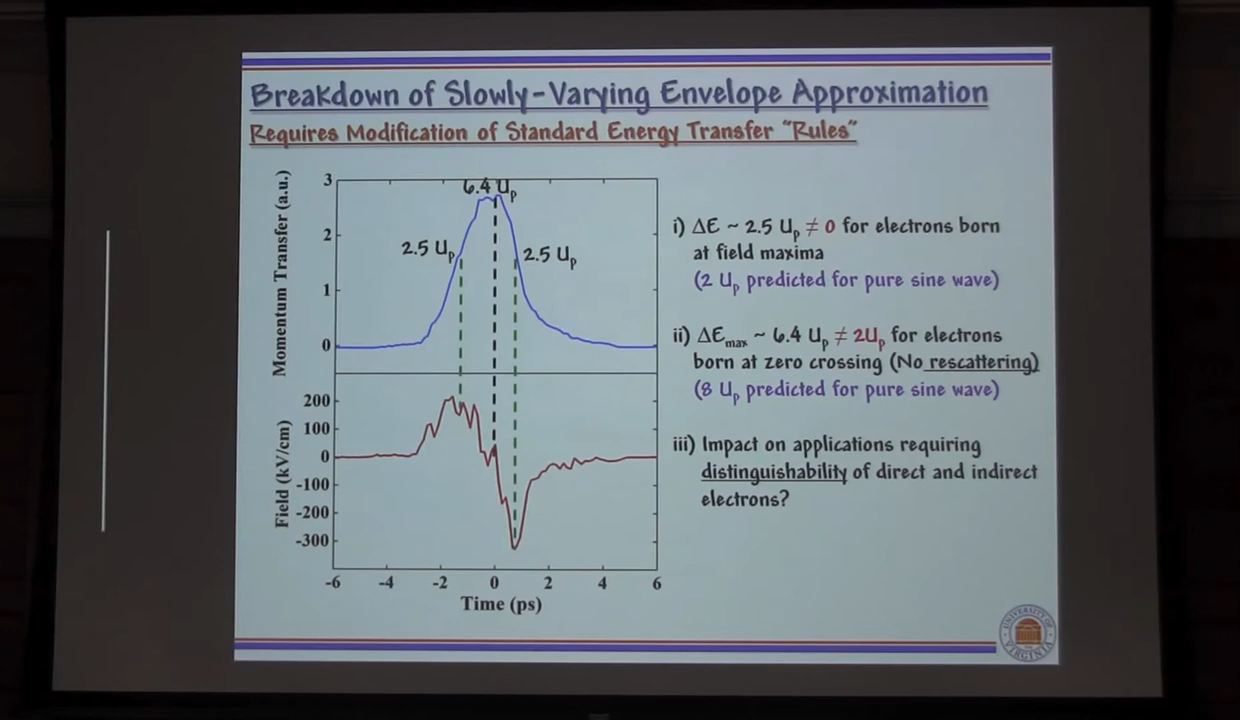 Breakdown of Slowly-Varying Envelope Approximation
Requires Modification of Standard Energy Transfer "Rules"
Momentum Transfer (a.u.)
3
2
1
0
6.4 Up
2.5 Up
2.5 Up
Field (kV/cm)
200
100
0
-100
-200
-300
-6 -4 -2 0 2 4 6
Time (ps)
i) ΔE ~ 2.5 Up ≠ 0 for electrons born
at field maxima
(2 Up predicted for pure sine wave)
ii) ΔEmax ~ 6.4 Up ≠ 2Up for electrons
born at zero crossing (No rescattering)
(8 Up predicted for pure sine wave)
iii) Impact on applications requiring
distinguishability of direct and indirect
electrons?
UNIVERSITY OF
VIRGINIA